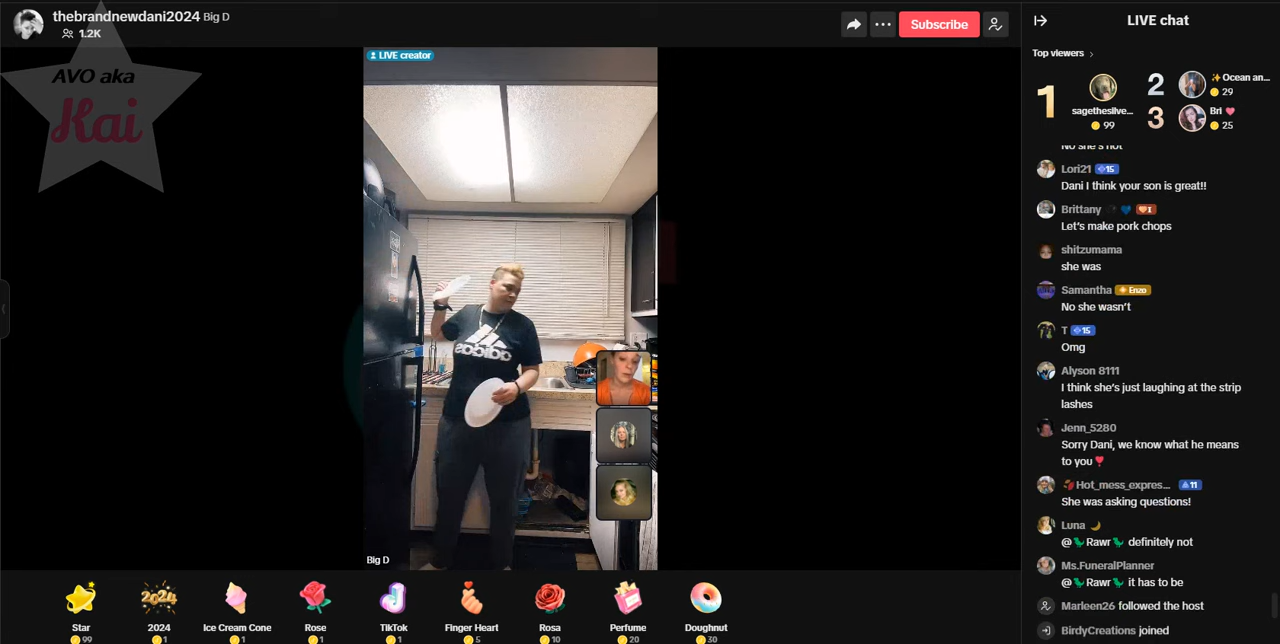 thebrandnewdani2024 Big D
1.2K
Subscribe
AVO aka
Kai
LIVE creator
adidas
Big D
Star
99
2024
2024
1
Ice Cream Cone
1
Rose
1
TikTok
1
Finger Heart
5
Rosa
10
Perfume
20
Doughnut
30
LIVE chat
Top viewers
1
sagetheslive...
99
2
Ocean an...
29
3
Bri
25
No she's not
Lori21 15
Dani I think your son is great!!
Brittany I
Let's make pork chops
shitzumama
she was
Samantha Enzo
No she wasn't
T 15
Omg
Alyson 8111
I think she's just laughing at the strip
lashes
Jenn_5280
Sorry Dani, we know what he means
to you
Hot_mess_expres... 11
She was asking questions!
Luna
@🦖Rawr🦖 definitely not
Ms.FuneralPlanner
@🦖Rawr🦖 it has to be
Marleen26 followed the host
BirdyCreations joined